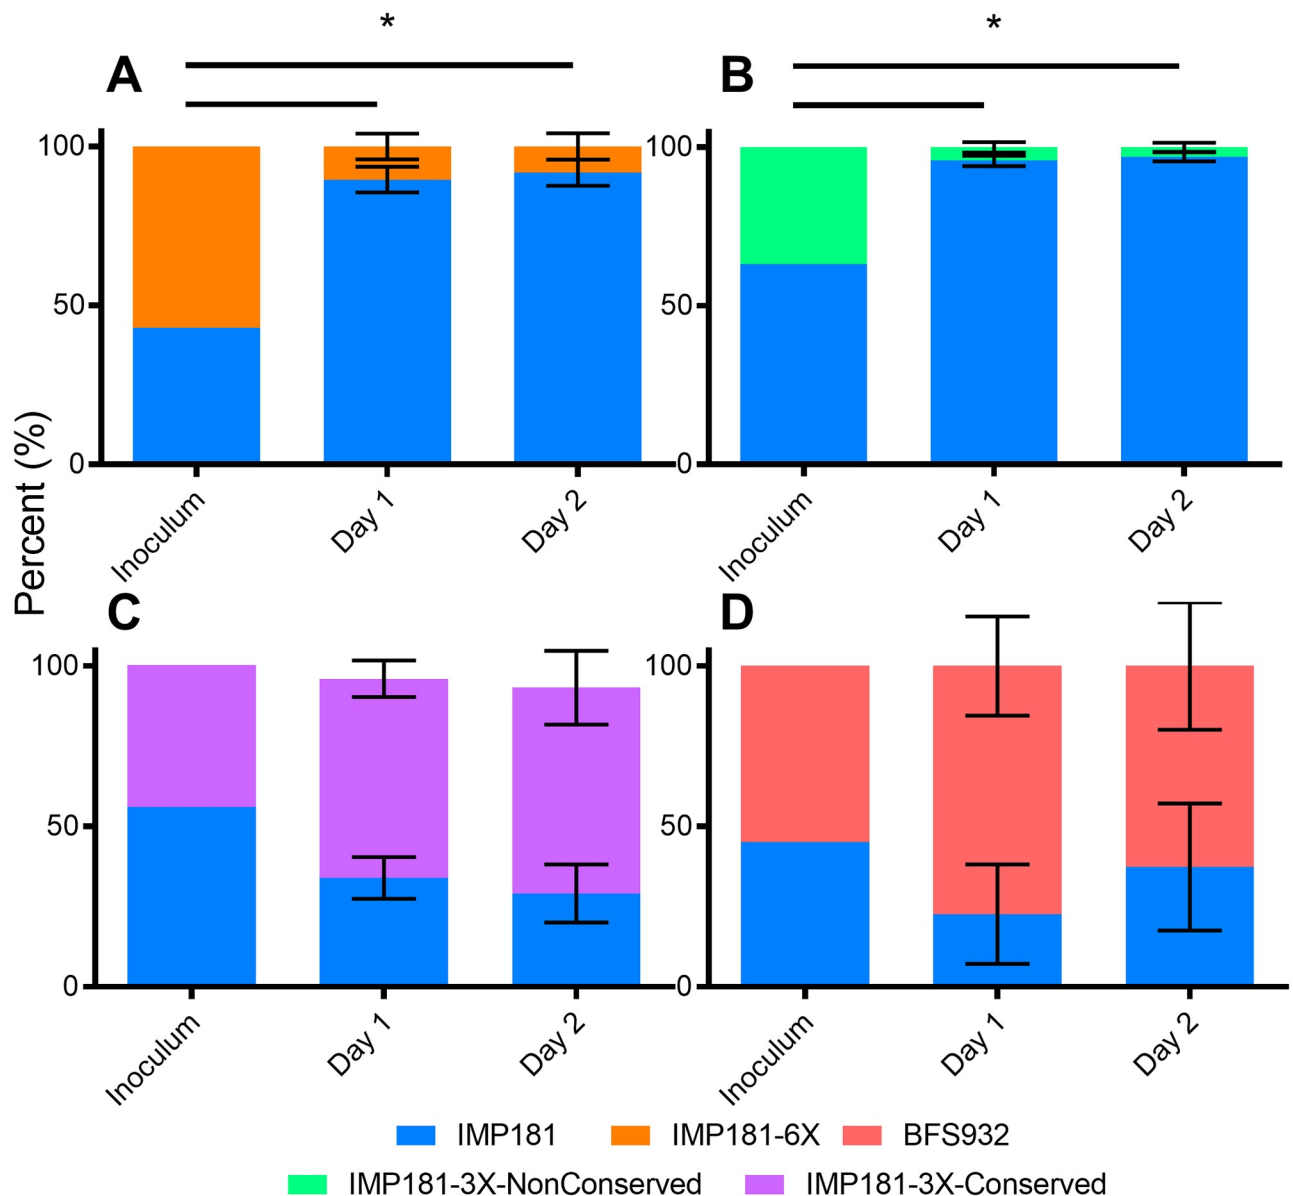 *
*
A
B
100
50
0
Inoculum
Day 1
Day 2
100
50
0
Inoculum
Day 1
Day 2
Percent (%)
C
D
100
50
0
Inoculum
Day 1
Day 2
100
50
0
Inoculum
Day 1
Day 2
IMP181
IMP181-6X
BFS932
IMP181-3X-NonConserved
IMP181-3X-Conserved